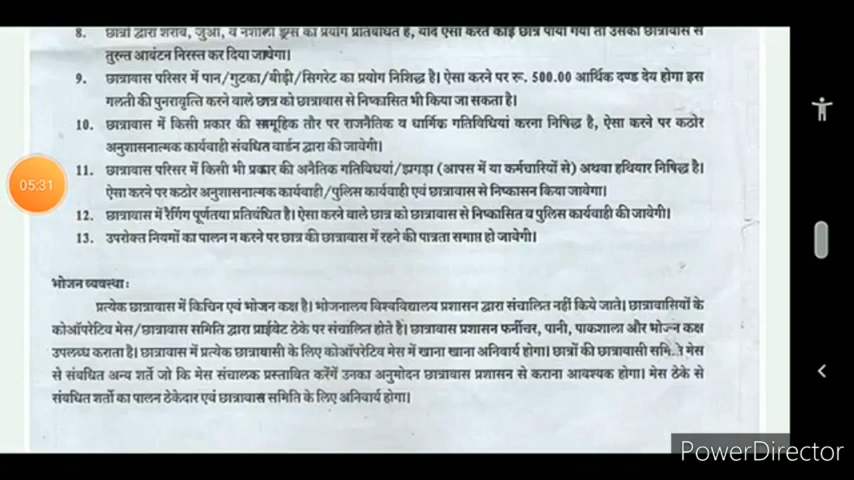 8. छात्रों द्वारा शराब, जुआ, व नशीली ड्रग्स का प्रयोग प्रतिबंधित है, यदि ऐसा करते कोई छात्र पाया गया तो उसका छात्रावास से
तुरन्त आवंटन निरस्त कर दिया जायेगा।
9. छात्रावास परिसर में पान/गुटका/बीड़ी/सिगरेट का प्रयोग निशिद्ध है। ऐसा करने पर रू. 500.00 आर्थिक दण्ड देय होगा इस
गलती की पुनरावृत्ति करने वाले छात्र को छात्रावास से निष्कासित भी किया जा सकता है।
10. छात्रावास में किसी प्रकार की सामूहिक तौर पर राजनैतिक व धार्मिक गतिविधियां करना निषिद्ध है, ऐसा करने पर कठोर
अनुशासनात्मक कार्यवाही संबधित वार्डन द्वारा की जावेगी।
11. छात्रावास परिसर में किसी भी प्रकार की अनैतिक गतिविघयां/झगड़ा (आपस में या कर्मचारियों से) अथवा हथियार निषिद्ध है।
ऐसा करने पर कठोर अनुशासनात्मक कार्यवाही/पुलिस कार्यवाही एवं छात्रावास से निष्कासन किया जावेगा।
12. छात्रावास में रैगिंग पूर्णतया प्रतिबंधित है। ऐसा करने वाले छात्र को छात्रावास से निष्कासित व पुलिस कार्यवाही की जावेगी।
13. उपरोक्त नियमों का पालन न करने पर छात्र की छात्रावास में रहने की पात्रता समाप्त हो जावेगी।
05:31
भोजन व्यवस्था:
प्रत्येक छात्रावास में किचिन एवं भोजन कक्ष है। भोजनालय विश्वविद्यालय प्रशासन द्वारा संचालित नहीं किये जाते। छात्रावासियों के
कोऑपरेटिव मेस/छात्रावास समिति द्वारा प्राईवेट ठेके पर संचालित होते है। छात्रावास प्रशासन फर्नीचर, पानी, पाकशाला और भोजन कक्ष
उपलब्ध कराता है। छात्रावास में प्रत्येक छात्रावासी के लिए कोऑपरेटिव मेस में खाना खाना अनिवार्य होगा। छात्रों की छात्रावासी मेस
से संबधित अन्य शर्ते जो कि मेस संचालक प्रस्तावित करेंगें उनका अनुमोदन छात्रावास प्रशासन से कराना आवश्यक होगा। मेस ठेके से
संबधित शर्तो का पालन ठेकेदार एवं छात्रावास समिति के लिए अनिवार्य होगा।
PowerDirector